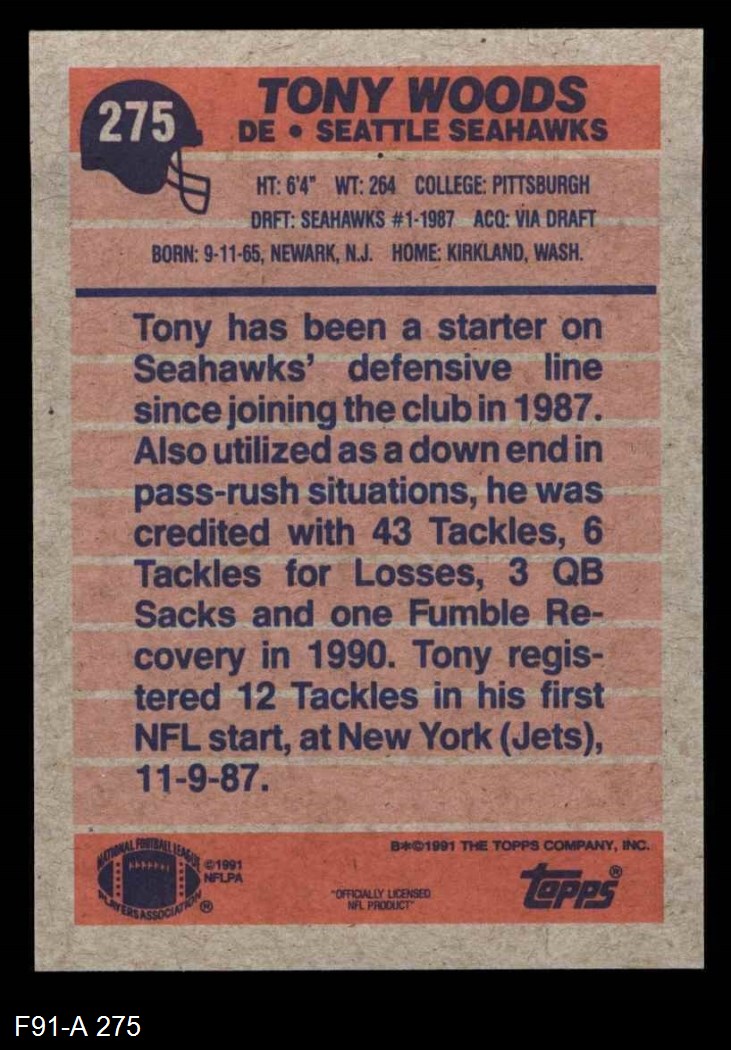 275
TONY WOODS
DE • SEATTLE SEAHAWKS
HT: 6'4" WT: 264 COLLEGE: PITTSBURGH
DRFT: SEAHAWKS #1-1987 ACQ: VIA DRAFT
BORN: 9-11-65, NEWARK, N.J. HOME: KIRKLAND, WASH.
Tony has been a starter on
Seahawks' defensive line
since joining the club in 1987.
Also utilized as a down end in
pass-rush situations, he was
credited with 43 Tackles, 6
Tackles for Losses, 3 QB
Sacks and one Fumble Re-
covery in 1990. Tony regis-
tered 12 Tackles in his first
NFL start, at New York (Jets),
11-9-87.
NATIONAL FOOTBALL LEAGUE
PLAYERS ASSOCIATION ®
©1991
NFLPA
"OFFICIALLY LICENSED
NFL PRODUCT"
B*©1991 THE TOPPS COMPANY, INC.
topps®
F91-A 275